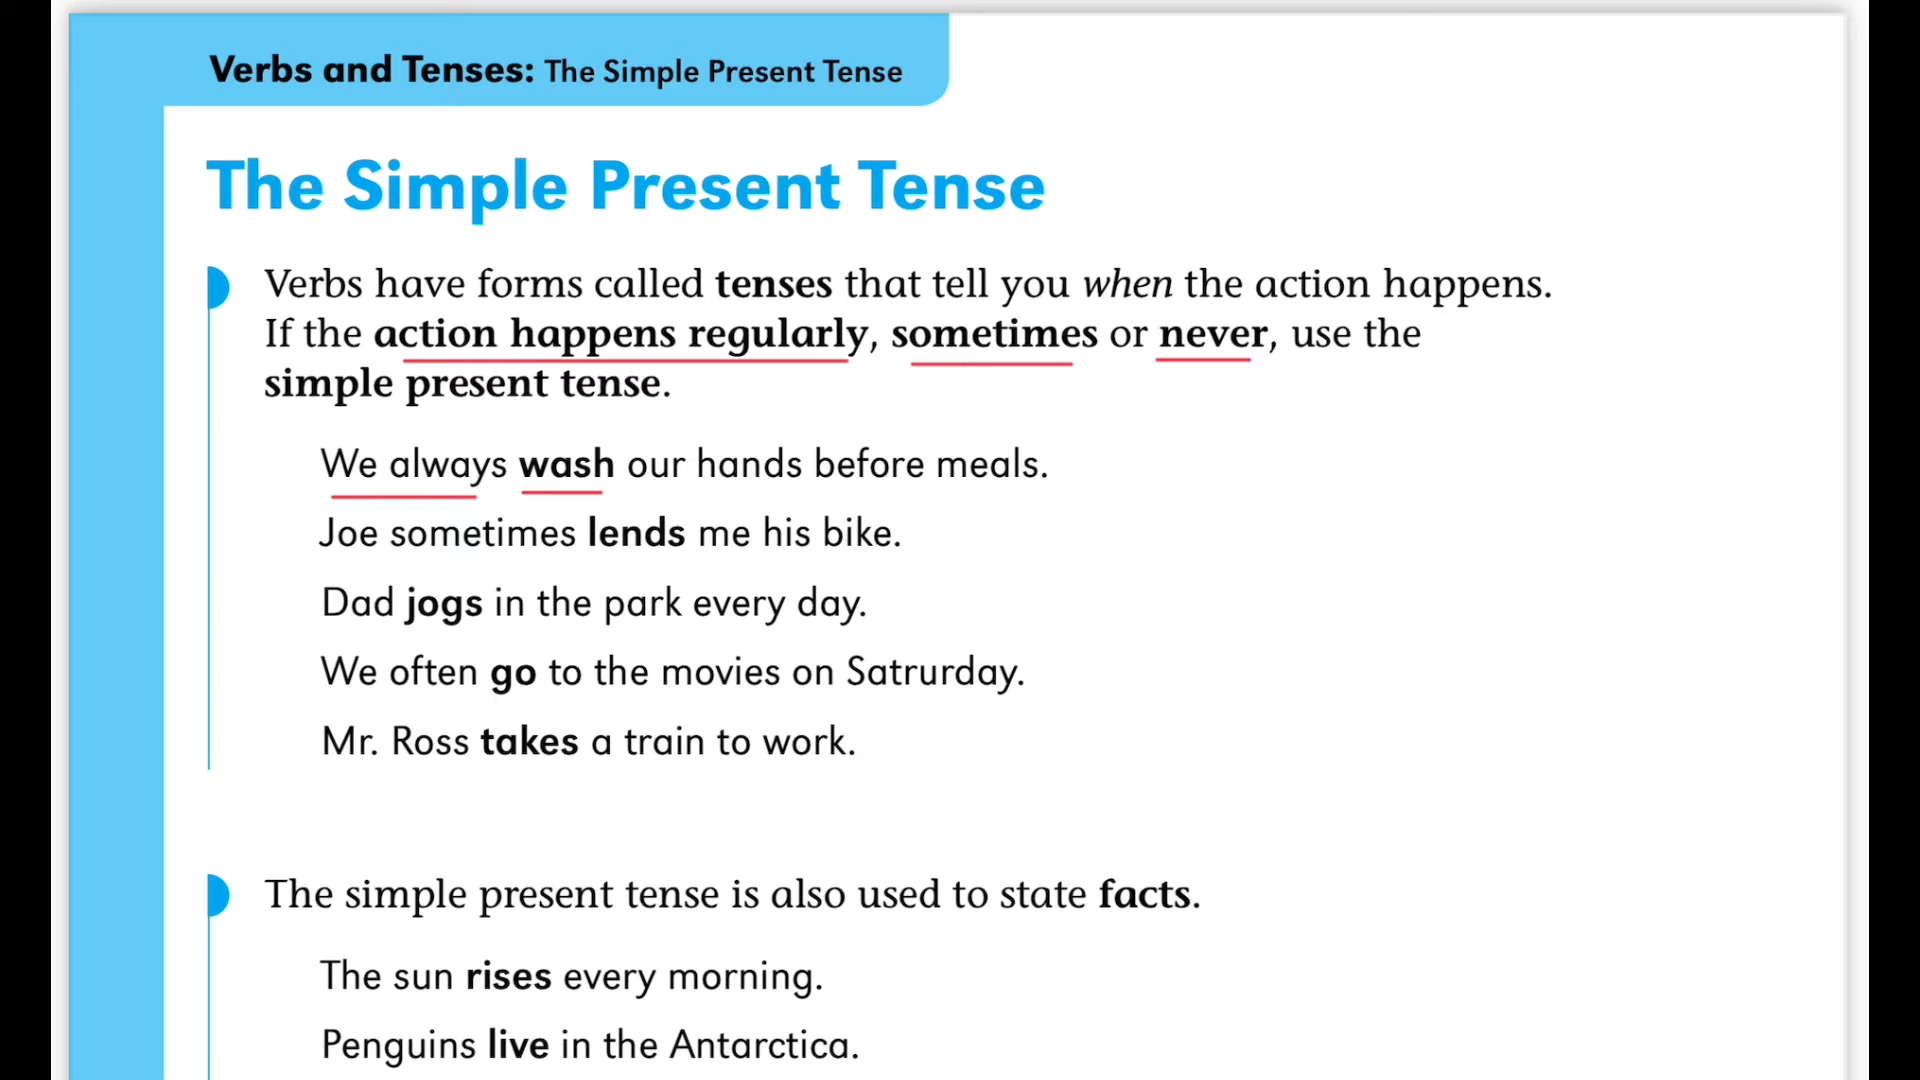 Verbs and Tenses: The Simple Present Tense
The Simple Present Tense
Verbs have forms called tenses that tell you when the action happens.
If the action happens regularly, sometimes or never, use the
simple present tense.
We always wash our hands before meals.
Joe sometimes lends me his bike.
Dad jogs in the park every day.
We often go to the movies on Satrurday.
Mr. Ross takes a train to work.
The simple present tense is also used to state facts.
The sun rises every morning.
Penguins live in the Antarctica.